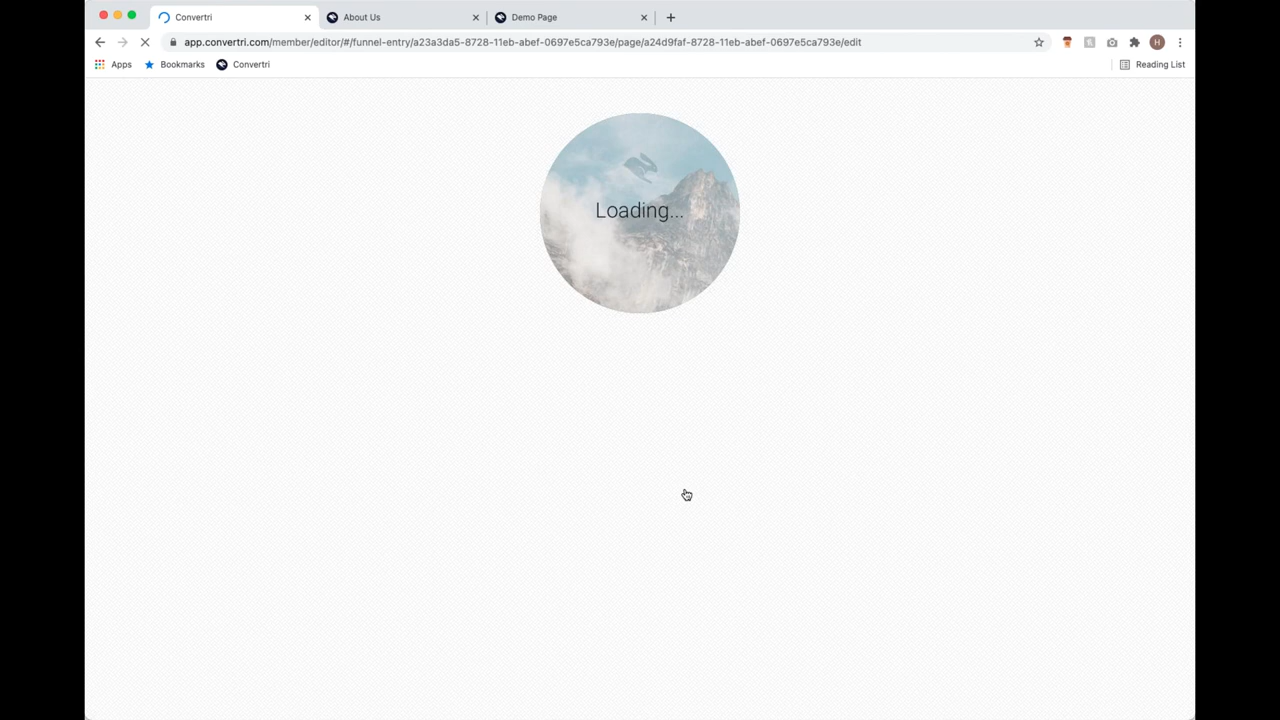 Convertri
About Us
Demo Page
app.convertri.com/member/editor/#/funnel-entry/a23a3da5-8728-11eb-abef-0697e5ca793e/page/a24d9faf-8728-11eb-abef-0697e5ca793e/edit
H
Apps
Bookmarks
Convertri
Reading List
Loading...